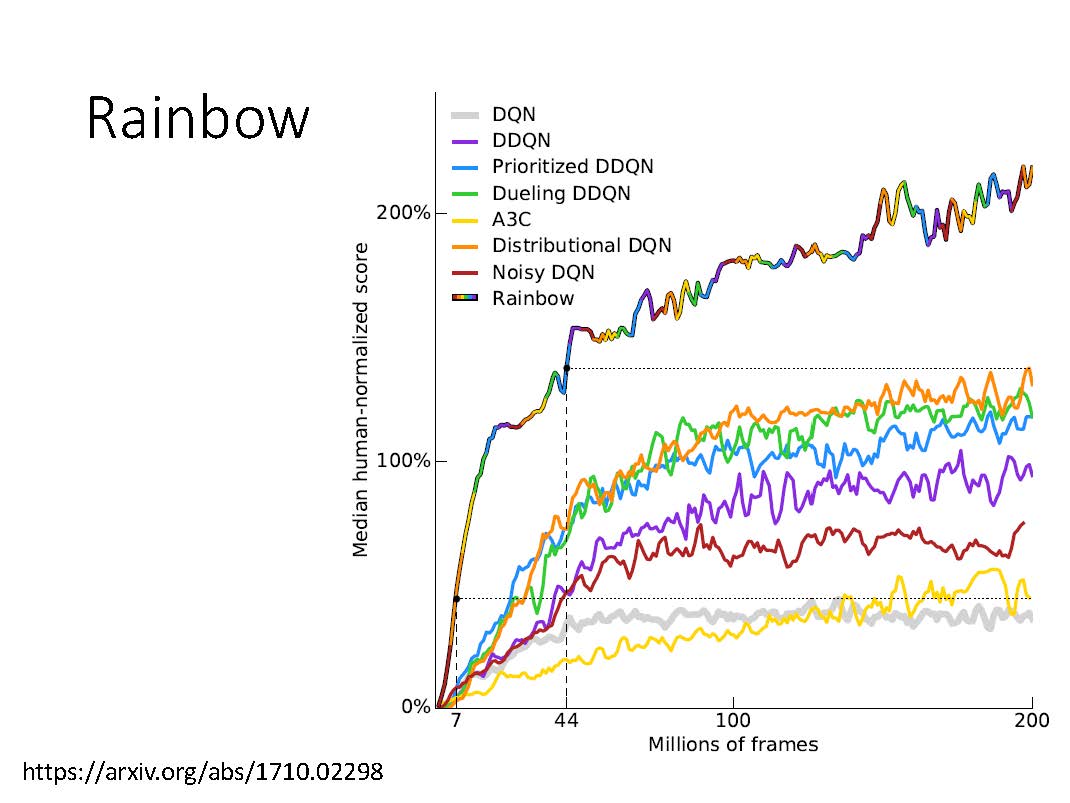 Rainbow
DQN
DDQN
Prioritized DDQN
Dueling DDQN
A3C
Distributional DQN
Noisy DQN
Rainbow
200%
100%
0%
Median human-normalized score
7
44
100
200
Millions of frames
https://arxiv.org/abs/1710.02298